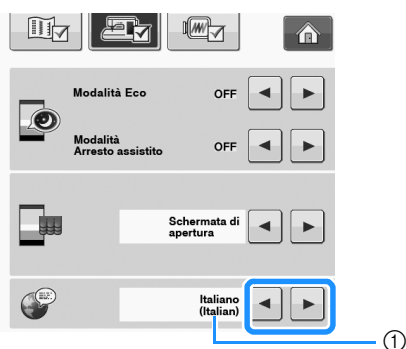 Modalità Eco OFF
Modalità
Arresto assistito OFF
Schermata di
apertura
Italiano
(Italian)
①